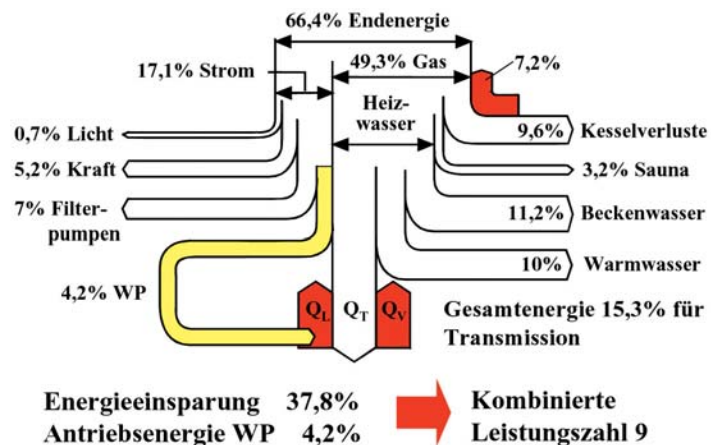 66,4% Endenergie
49,3% Gas
7,2%
17,1% Strom
Heiz-
wasser
0,7% Licht
9,6% Kesselverluste
5,2% Kraft
3,2% Sauna
7% Filter-
pumpen
11,2% Beckenwasser
10% Warmwasser
4,2% WP
QL QT QV
Gesamtenergie 15,3% für
Transmission
Energieeinsparung 37,8%
Antriebsenergie WP 4,2%
Kombinierte
Leistungszahl 9